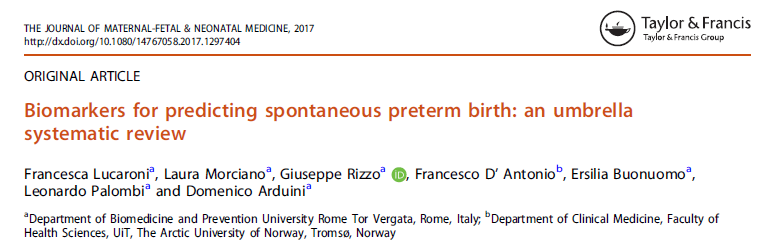 THE JOURNAL OF MATERNAL-FETAL & NEONATAL MEDICINE, 2017
http://dx.doi.org/10.1080/14767058.2017.1297404
Taylor & Francis
Taylor & Francis Group
ORIGINAL ARTICLE
Biomarkers for predicting spontaneous preterm birth: an umbrella
systematic review
Francesca Lucaroniª, Laura Morcianoª, Giuseppe Rizzoª iD, Francesco D’ Antonioᵇ, Ersilia Buonuomoª,
Leonardo Palombiª and Domenico Arduiniª
ªDepartment of Biomedicine and Prevention University Rome Tor Vergata, Rome, Italy; ᵇDepartment of Clinical Medicine, Faculty of
Health Sciences, UiT, The Arctic University of Norway, Tromsø, Norway